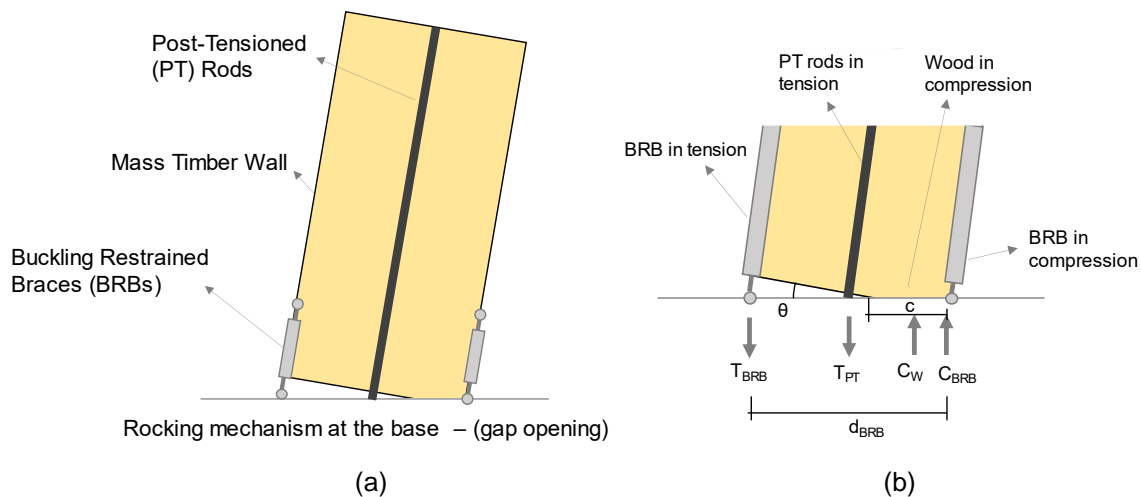 Post-Tensioned
(PT) Rods
Mass Timber Wall
Buckling Restrained
Braces (BRBs)
Rocking mechanism at the base – (gap opening)
(a)
PT rods in
tension
Wood in
compression
BRB in tension
BRB in
compression
θ
c
T_BRB
T_PT
C_W
C_BRB
d_BRB
(b)